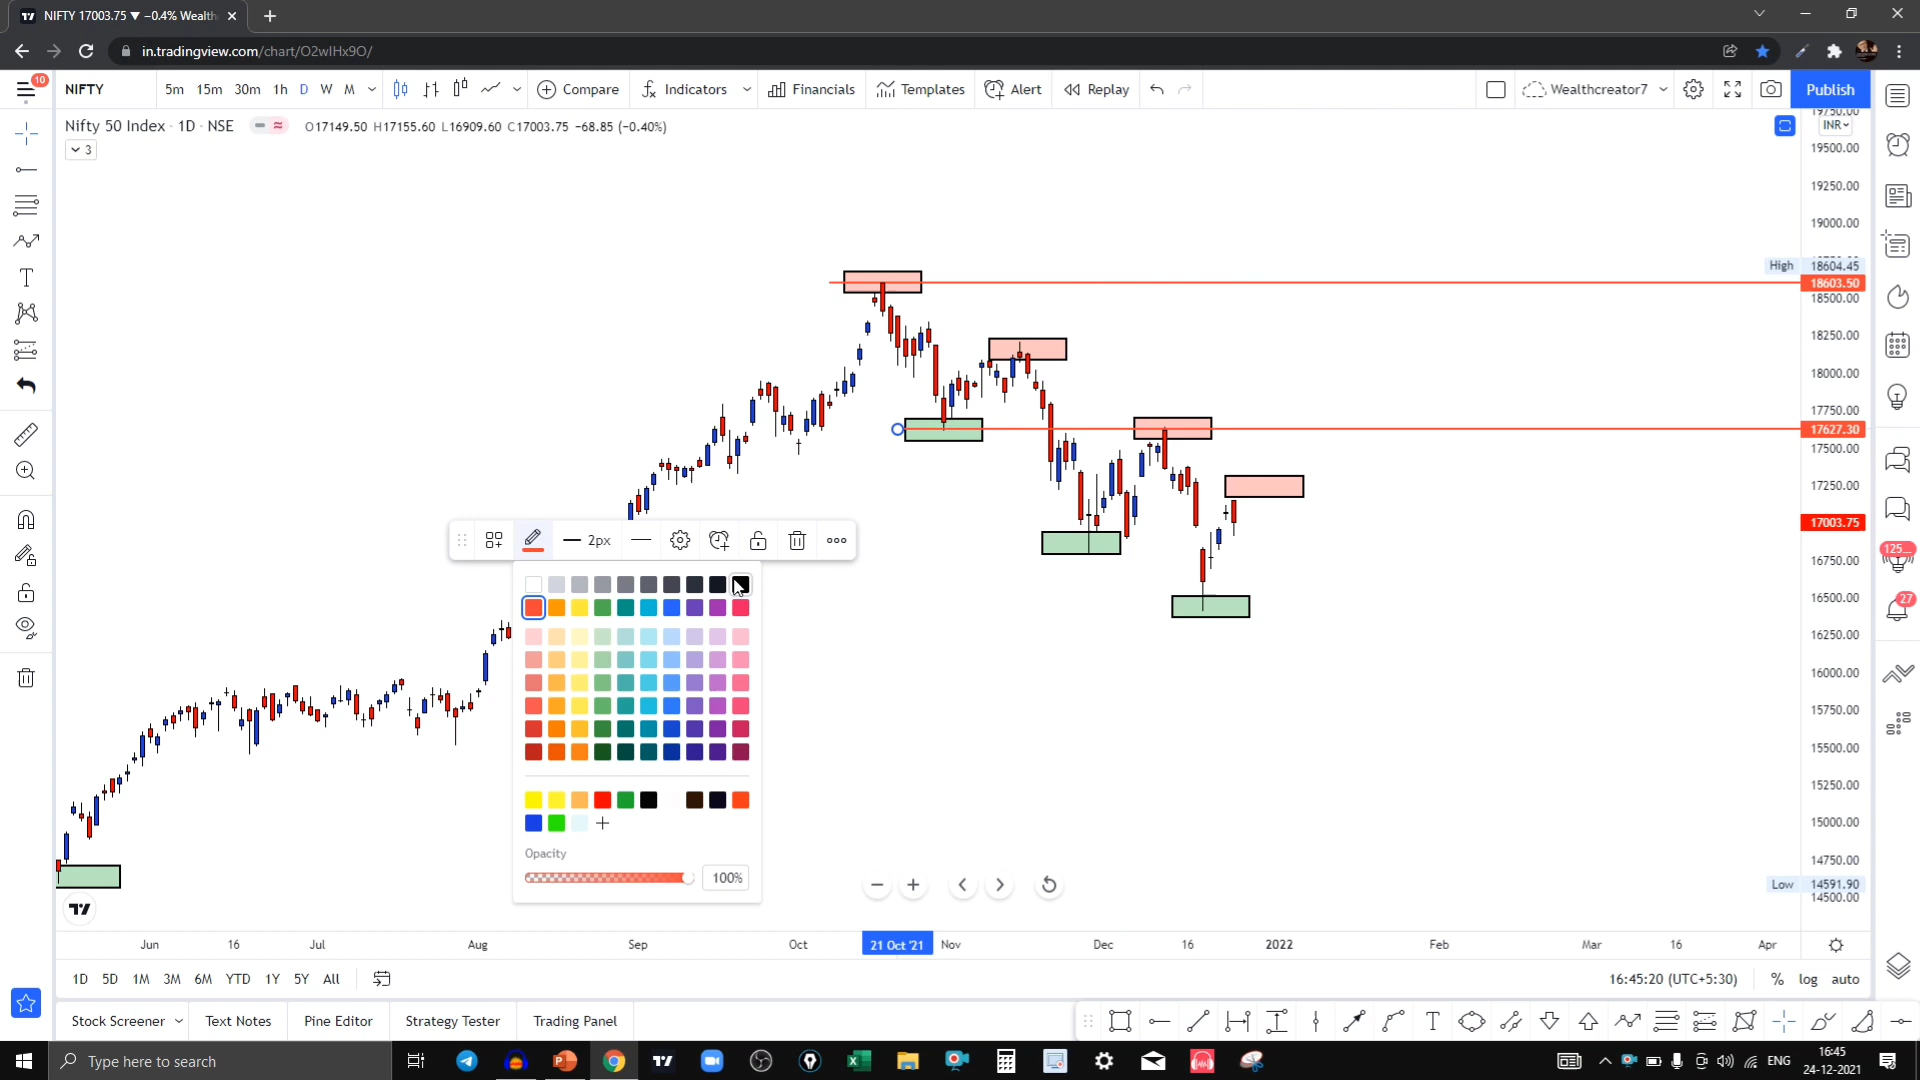 NIFTY 17003.75 ▼ −0.4% Wealth
in.tradingview.com/chart/O2wIHx9O/
10
NIFTY
5m 15m 30m 1h D W M
Compare
Indicators
Financials
Templates
Alert
Replay
Wealthcreator7
Publish
Nifty 50 Index · 1D · NSE
O17149.50 H17155.60 L16909.60 C17003.75 −68.85 (−0.40%)
3
INR
19750.00
19500.00
19250.00
19000.00
High 18604.45
18603.50
18500.00
18250.00
18000.00
17750.00
17627.30
17500.00
17250.00
17003.75
16750.00
16500.00
16250.00
16000.00
15750.00
15500.00
15250.00
15000.00
14750.00
Low 14591.90
14500.00
125
27
2px
Opacity
100%
Jun 16 Jul Aug Sep Oct 21 Oct '21 Nov Dec 16 2022 Feb Mar 16 Apr
1D 5D 1M 3M 6M YTD 1Y 5Y All
16:45:20 (UTC+5:30) % log auto
Stock Screener Text Notes Pine Editor Strategy Tester Trading Panel
Type here to search
ENG
16:45
24-12-2021